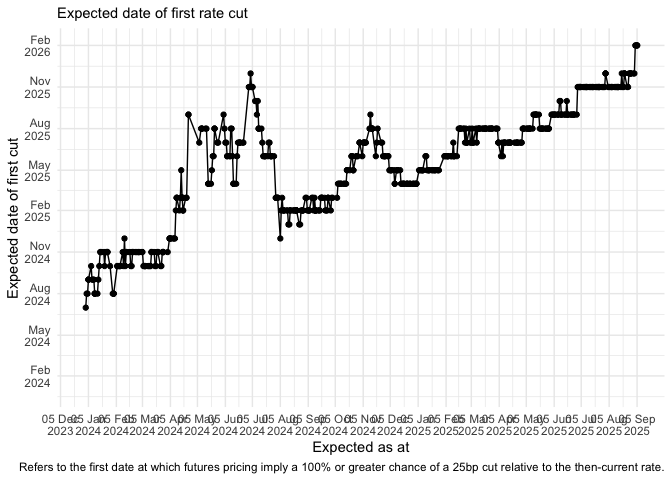 Expected date of first rate cut
Expected date of first cut
Feb
2026
Nov
2025
Aug
2025
May
2025
Feb
2025
Nov
2024
Aug
2024
May
2024
Feb
2024
05 Dec 05 Jan 05 Feb 05 Mar 05 Apr 05 May 05 Jun 05 Jul 05 Aug 05 Sep 05 Oct 05 Nov 05 Dec 05 Jan 05 Feb 05 Mar 05 Apr 05 May 05 Jun 05 Jul 05 Aug 05 Sep
2023 2024 2024 2024 2024 2024 2024 2024 2024 2024 2024 2024 2024 2025 2025 2025 2025 2025 2025 2025 2025 2025
Expected as at
Refers to the first date at which futures pricing imply a 100% or greater chance of a 25bp cut relative to the then-current rate.